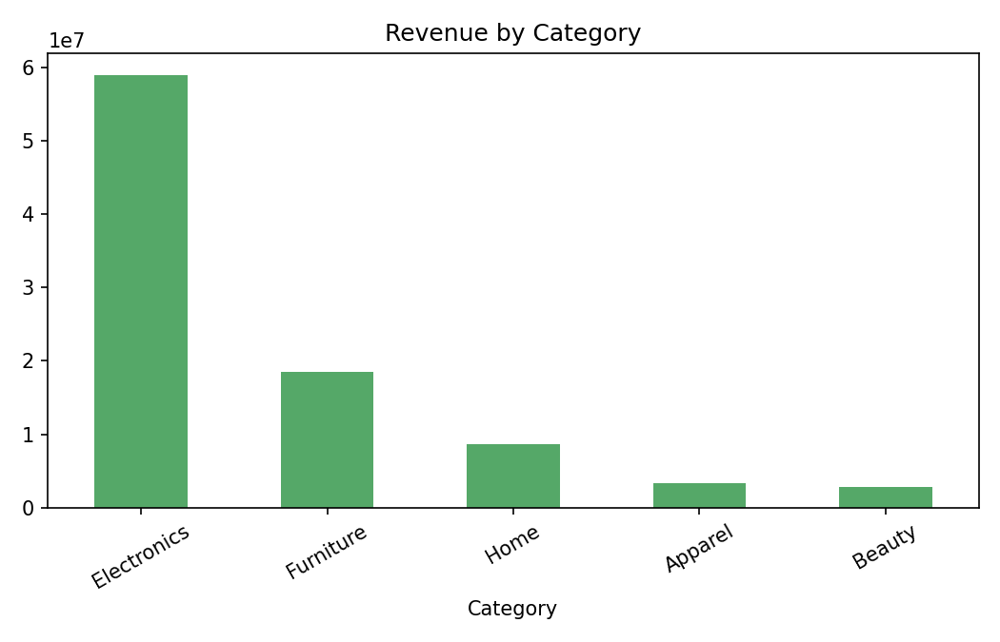 Revenue by Category
1e7
6
5
4
3
2
1
0
Electronics
Furniture
Home
Apparel
Beauty
Category